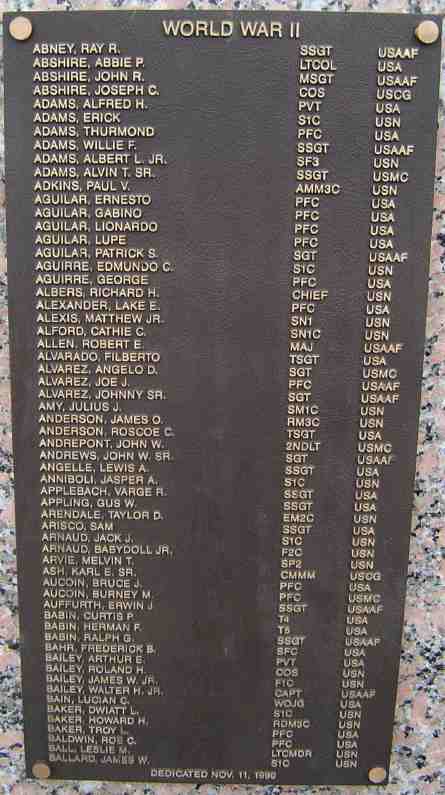 WORLD WAR II
ABNEY, RAY R. SSGT USAAF
ABSHIRE, ABBIE P. LTCOL USA
ABSHIRE, JOHN R. MSGT USAAF
ABSHIRE, JOSEPH C. COS USCG
ADAMS, ALFRED H. PVT USA
ADAMS, ERICK S1C USN
ADAMS, THURMOND PFC USA
ADAMS, WILLIE F. SSGT USAAF
ADAMS, ALBERT L. JR. SF3 USN
ADAMS, ALVIN T. SR. SSGT USMC
ADKINS, PAUL V. AMM3C USN
AGUILAR, ERNESTO PFC USA
AGUILAR, GABINO PFC USA
AGUILAR, LIONARDO PFC USA
AGUILAR, LUPE PFC USA
AGUILAR, PATRICK S. SGT USAAF
AGUIRRE, EDMUNDO C. S1C USN
AGUIRRE, GEORGE PFC USA
ALBERS, RICHARD H. CHIEF USN
ALEXANDER, LAKE E. PFC USA
ALEXIS, MATTHEW JR. SN1 USN
ALFORD, CATHIE C. SN1C USN
ALLEN, ROBERT E. MAJ USAAF
ALVARADO, FILBERTO TSGT USA
ALVAREZ, ANGELO D. SGT USMC
ALVAREZ, JOE J. PFC USAAF
ALVAREZ, JOHNNY SR. SGT USAAF
AMY, JULIUS J. SM1C USN
ANDERSON, JAMES O. RM3C USN
ANDERSON, ROSCOE C. TSGT USA
ANDREPONT, JOHN W. 2NDLT USMC
ANDREWS, JOHN W. SR. SGT USAAF
ANGELLE, LEWIS A. SSGT USA
ANNIBOLI, JASPER A. S1C USN
APPLEBACH, VARGE R. SSGT USA
APPLING, GUS W. SSGT USA
ARENDALE, TAYLOR D. EM2C USN
ARISCO, SAM SSGT USA
ARNAUD, JACK J. S1C USN
ARNAUD, BABYDOLL JR. F2C USN
ARVIE, MELVIN T. SP2 USN
ASH, KARL E. SR. CMMM USCG
AUCOIN, BRUCE J. PFC USA
AUCOIN, BURNEY M. PFC USMC
AUFFURTH, ERWIN J. SSGT USAAF
BABIN, CURTIS P. T4 USA
BABIN, HERMAN F. T5 USA
BABIN, RALPH G. SSGT USAAF
BAHR, FREDERICK B. SFC USA
BAILEY, ARTHUR E. PVT USA
BAILEY, ROLAND H. COS USN
BAILEY, JAMES W. JR. F1C USN
BAILEY, WALTER H. JR. CAPT USAAF
BAIN, LUCIAN C. WOJG USA
BAKER, DWIATT L. S1C USN
BAKER, HOWARD H. RDM3C USN
BAKER, TROY L. PFC USA
BALDWIN, ROE C. PFC USA
BALL, LESLIE M. LTCMDR USN
BALLARD, JAMES W. S1C USN
DEDICATED NOV. 11, 1990